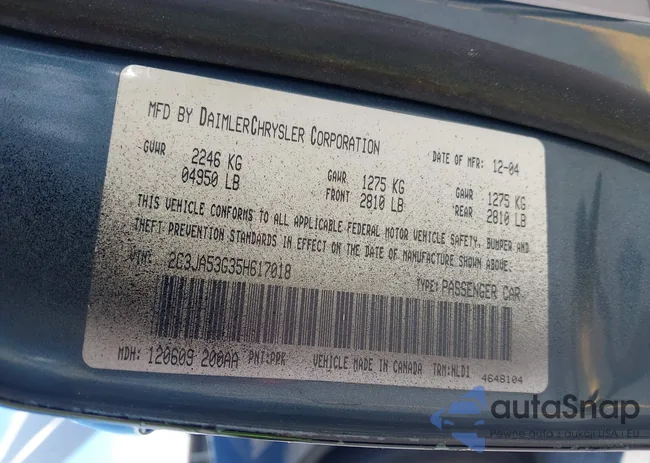 MFD BY DAIMLERCHRYSLER CORPORATION
DATE OF MFR: 12-04
GVWR 2246 KG
04950 LB
GAWR FRONT 1275 KG
2810 LB
GAWR REAR 1275 KG
2810 LB
THIS VEHICLE CONFORMS TO ALL APPLICABLE FEDERAL MOTOR VEHICLE SAFETY, BUMPER AND
THEFT PREVENTION STANDARDS IN EFFECT ON THE DATE OF MANUFACTURE SHOWN ABOVE.
VIN: 2C3JA53G35H617018
TYPE: PASSENGER CAR
MDH: 120609 200AA PNT: PBK VEHICLE MADE IN CANADA TRM: NLD1 4648104
autaSnap